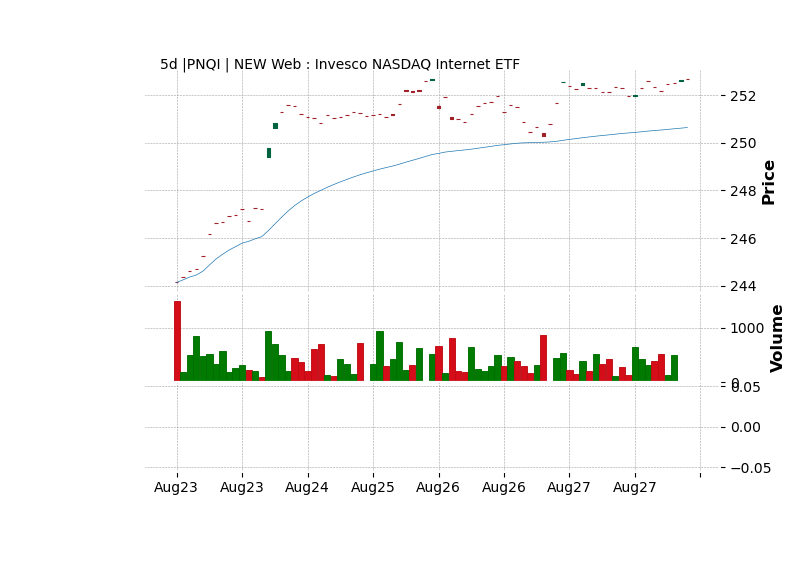 5d |PNQI | NEW Web : Invesco NASDAQ Internet ETF
252
250
248
246
244
Price
1000
0
Volume
0.05
0.00
−0.05
Aug23 Aug23 Aug24 Aug25 Aug26 Aug26 Aug27 Aug27